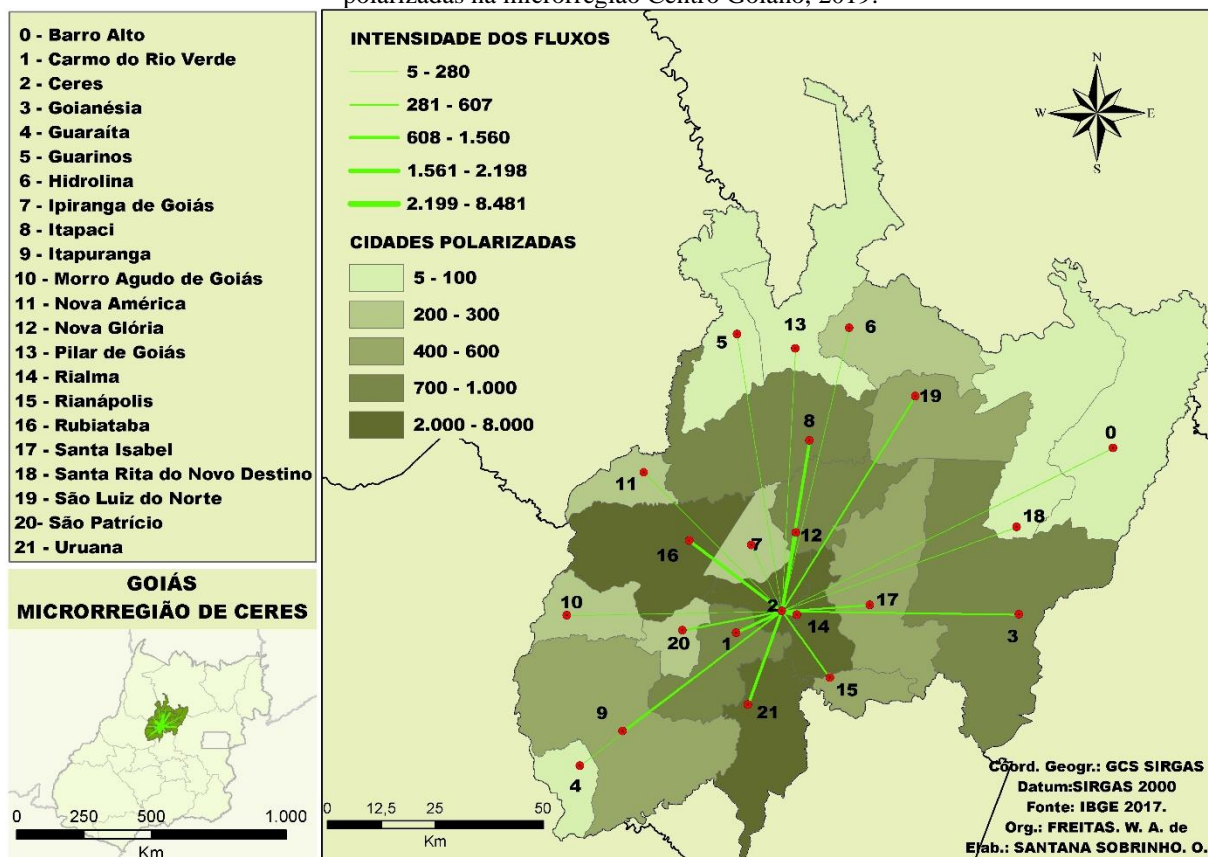 polarizadas na microrregião Centro Goiano, 2019.
0 - Barro Alto
1 - Carmo do Rio Verde
2 - Ceres
3 - Goianésia
4 - Guaraíta
5 - Guarinos
6 - Hidrolina
7 - Ipiranga de Goiás
8 - Itapaci
9 - Itapuranga
10 - Morro Agudo de Goiás
11 - Nova América
12 - Nova Glória
13 - Pilar de Goiás
14 - Rialma
15 - Rianápolis
16 - Rubiataba
17 - Santa Isabel
18 - Santa Rita do Novo Destino
19 - São Luiz do Norte
20- São Patrício
21 - Uruana
GOIÁS
MICRORREGIÃO DE CERES
0 250 500 1.000
Km
INTENSIDADE DOS FLUXOS
5 - 280
281 - 607
608 - 1.560
1.561 - 2.198
2.199 - 8.481
CIDADES POLARIZADAS
5 - 100
200 - 300
400 - 600
700 - 1.000
2.000 - 8.000
N
W E
S
5
13
6
19
8
0
11
18
12
16
7
10
2
17
14
3
20
1
15
21
9
4
0 12,5 25 50
Km
Coord. Geogr.: GCS SIRGAS
Datum:SIRGAS 2000
Fonte: IBGE 2017.
Org.: FREITAS. W. A. de
Elab.: SANTANA SOBRINHO. O.